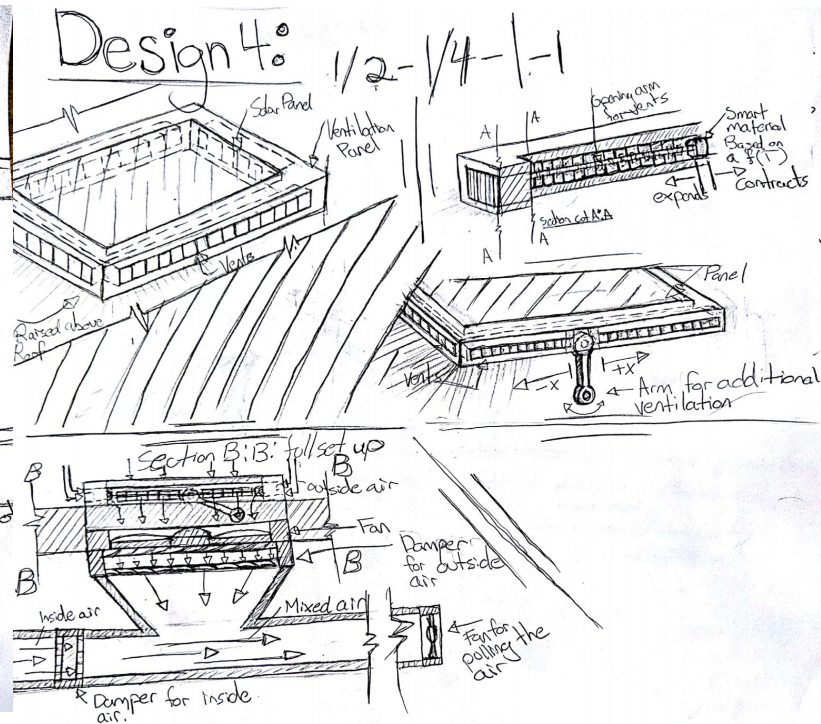 Design 4:
1/2-1/4-1-1
Solar Panel
Ventilation
Panel
Vents
Raised above
Roof
A
A
Opening arm
for vents
Smart
material
Based on
expands
contracts
Section cut A:A
A
A
Panel
Vents
-x
+x
Arm for additional
ventilation
Section B:B: full set up
B
B
outside air
Fan
B
B
Damper
for outside
air
Inside air
Mixed air
Fan for
pulling the
air
Damper for inside
air.